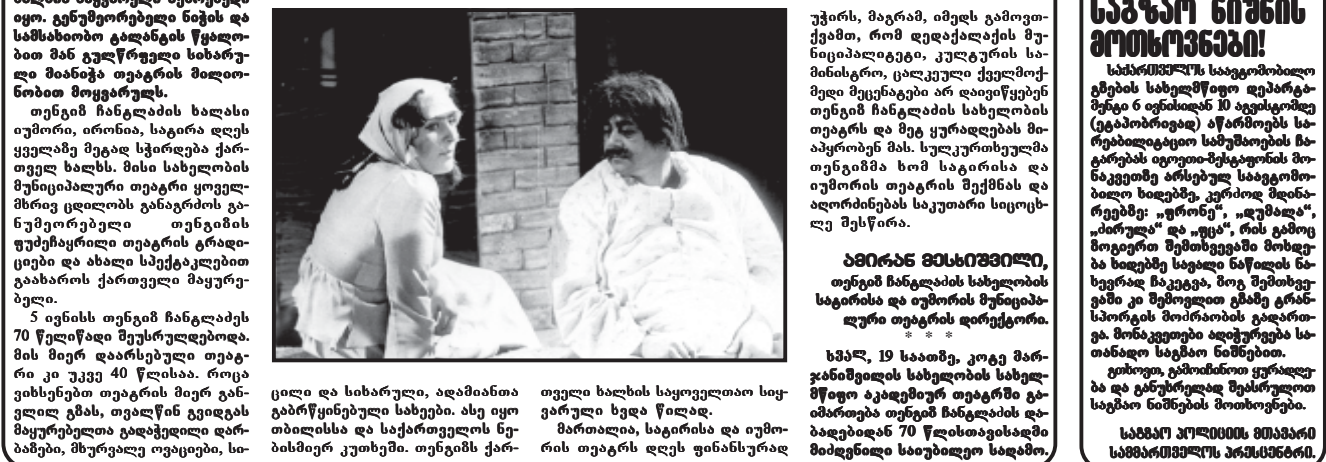 იყო. გენუმეორებელი ნიჭის და
სამსახიობო ტალანტის წყალო-
ბით მან გულწრფელი სიხარუ-
ლი მიანიჭა თეატრის მილიო-
ნობით მოყვარულს.
თენგიზ ჩანტლაძის ხალასი
იუმორი, ირონია, სატირა დღეს
ყველაზე მეტად სჭირდება ქარ-
თველ ხალხს. მისი სახელობის
მუნიციპალური თეატრი ყოველ-
მხრივ ცდილობს განაგრძოს გა-
ნუმეორებელი თენგიზის
ფუძეჩაყრილი თეატრის ტრადი-
ციები და ახალი სპექტაკლებით
გაახაროს ქართველი მაყურე-
ბელი.
5 ივნისს თენგიზ ჩანტლაძეს
70 წელიწადი შეუსრულდებოდა.
მის მიერ დაარსებული თეატ-
რი კი უკვე 40 წლისაა. როცა
ვიხსენებთ თეატრის მიერ გან-
ვლილ გზას, თვალწინ გვიდგას
მაყურებელთა გადაჭედილი დარ-
ბაზები, მხურვალე ოვაციები, სი-
ცილი და სიხარული, ადამიანთა
გაბრწყინებული სახეები. ასე იყო
თბილისსა და საქართველოს ნე-
ბისმიერ კუთხეში. თენგიზს ქარ-
თველი ხალხის საყოველთაო სიყ-
ვარული ხვდა წილად.
მართალია, სატირისა და იუმო-
რის თეატრს დღეს ფინანსურად
უჭირს, მაგრამ, იმედს გამოვთ-
ქვამთ, რომ დედაქალაქის მუ-
ნიციპალიტეტი, კულტურის სა-
მინისტრო, ცალკეული ქველმოქ-
მედი მეცენატები არ დაივიწყებენ
თენგიზ ჩანტლაძის სახელობის
თეატრს და მეტ ყურადღებას მი-
აპყრობენ მას. სულკურთხეულმა
თენგიზმა ხომ სატირისა და
იუმორის თეატრის შექმნას და
აღორძინებას საკუთარი სიცოცხ-
ლე შესწირა.
ამირან მესხიშვილი,
თენგიზ ჩანტლაძის სახელობის
სატირისა და იუმორის მუნიციპა-
ლური თეატრის დირექტორი.
* * *
ხვალ, 19 საათზე, კოტე მარ-
ჯანიშვილის სახელობის სახელ-
მწიფო აკადემიურ თეატრში გა-
იმართება თენგიზ ჩანტლაძის და-
ბადებიდან 70 წლისთავისადმი
მიძღვნილი საიუბილეო საღამო.
საგზაო ნიშნის
მოთხოვნები!
საქართველოს საავტომობილო
გზების სახელმწიფო დეპარტა-
მენტი 6 ივნისიდან 10 აგვისტომდე
(ეტაპობრივად) აწარმოებს სა-
რეაბილიტაციო სამუშაოების ჩა-
ტარებას იგოეთი-ზესტაფონის მო-
ნაკვეთზე არსებულ საავტომო-
ბილო ხიდებზე, კერძოდ მდინა-
რეებზე: „ფრონე“, „დუმალა“,
„ძირულა“ და „ფცა“, რის გამოც
ზოგიერთ შემთხვევაში მოხდე-
ბა ხიდებზე სავალი ნაწილის ნა-
ხევრად ჩაკეტვა, ზოგ შემთხვე-
ვაში კი შემოვლით გზაზე ტრან-
სპორტის მოძრაობის გადართ-
ვა. მონაკვეთები აღიჭურვება სა-
თანადო საგზაო ნიშნებით.
გთხოვთ, გამოიჩინოთ ყურადღე-
ბა და განუხრელად შეასრულოთ
საგზაო ნიშნების მოთხოვნები.
საგზაო პოლიციის მთავარი
სამმართველოს პრესცენტრი.